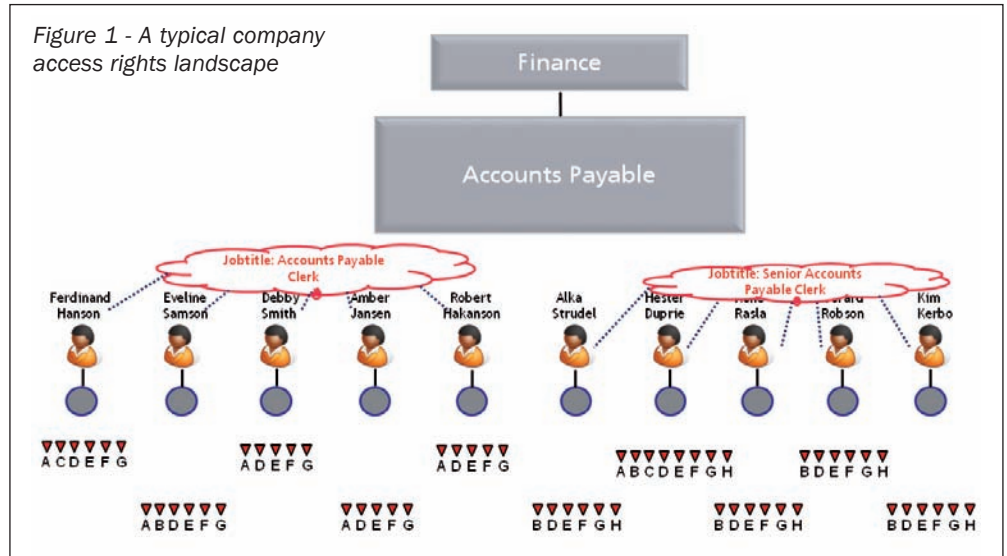 Figure 1 - A typical company
access rights landscape
Finance
Accounts Payable
Jobtitle: Accounts Payable
Clerk
Jobtitle: Senior Accounts
Payable Clerk
Ferdinand
Hanson
Eveline
Samson
Debby
Smith
Amber
Jansen
Robert
Hakanson
Alka
Strudel
Hester
Duprie
Rasla
Robson
Kim
Kerbo
A C D E F G
A B D E F G
A D E F G
A D E F G
A D E F G
B D E F G H
A B C D E F G H
B D E F G H
B D E F G H
B D E F G H